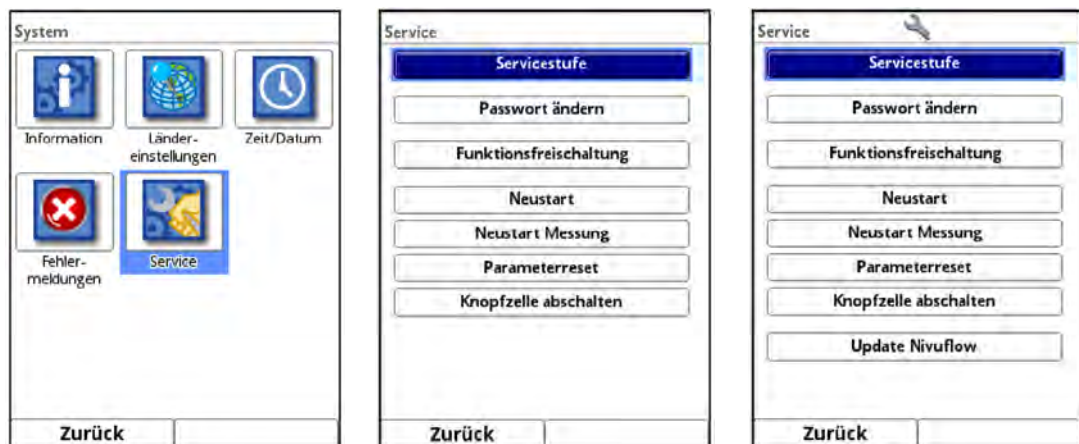 System
Information
Länder-
einstellungen
Zeit/Datum
Fehler-
meldungen
Service
Zurück
Service
Servicestufe
Passwort ändern
Funktionsfreischaltung
Neustart
Neustart Messung
Parameterreset
Knopfzelle abschalten
Zurück
Service
Servicestufe
Passwort ändern
Funktionsfreischaltung
Neustart
Neustart Messung
Parameterreset
Knopfzelle abschalten
Update Nivuflow
Zurück